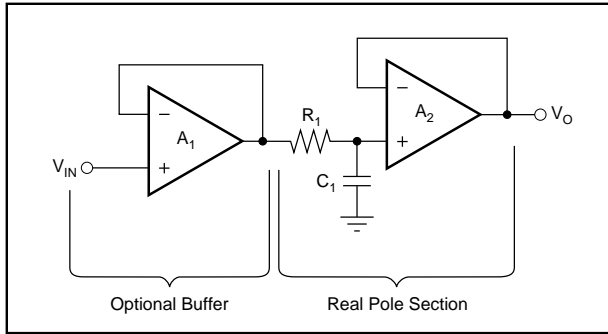 −
A₁
+
V_IN
R₁
C₁
−
A₂
+
V_O
Optional Buffer
Real Pole Section